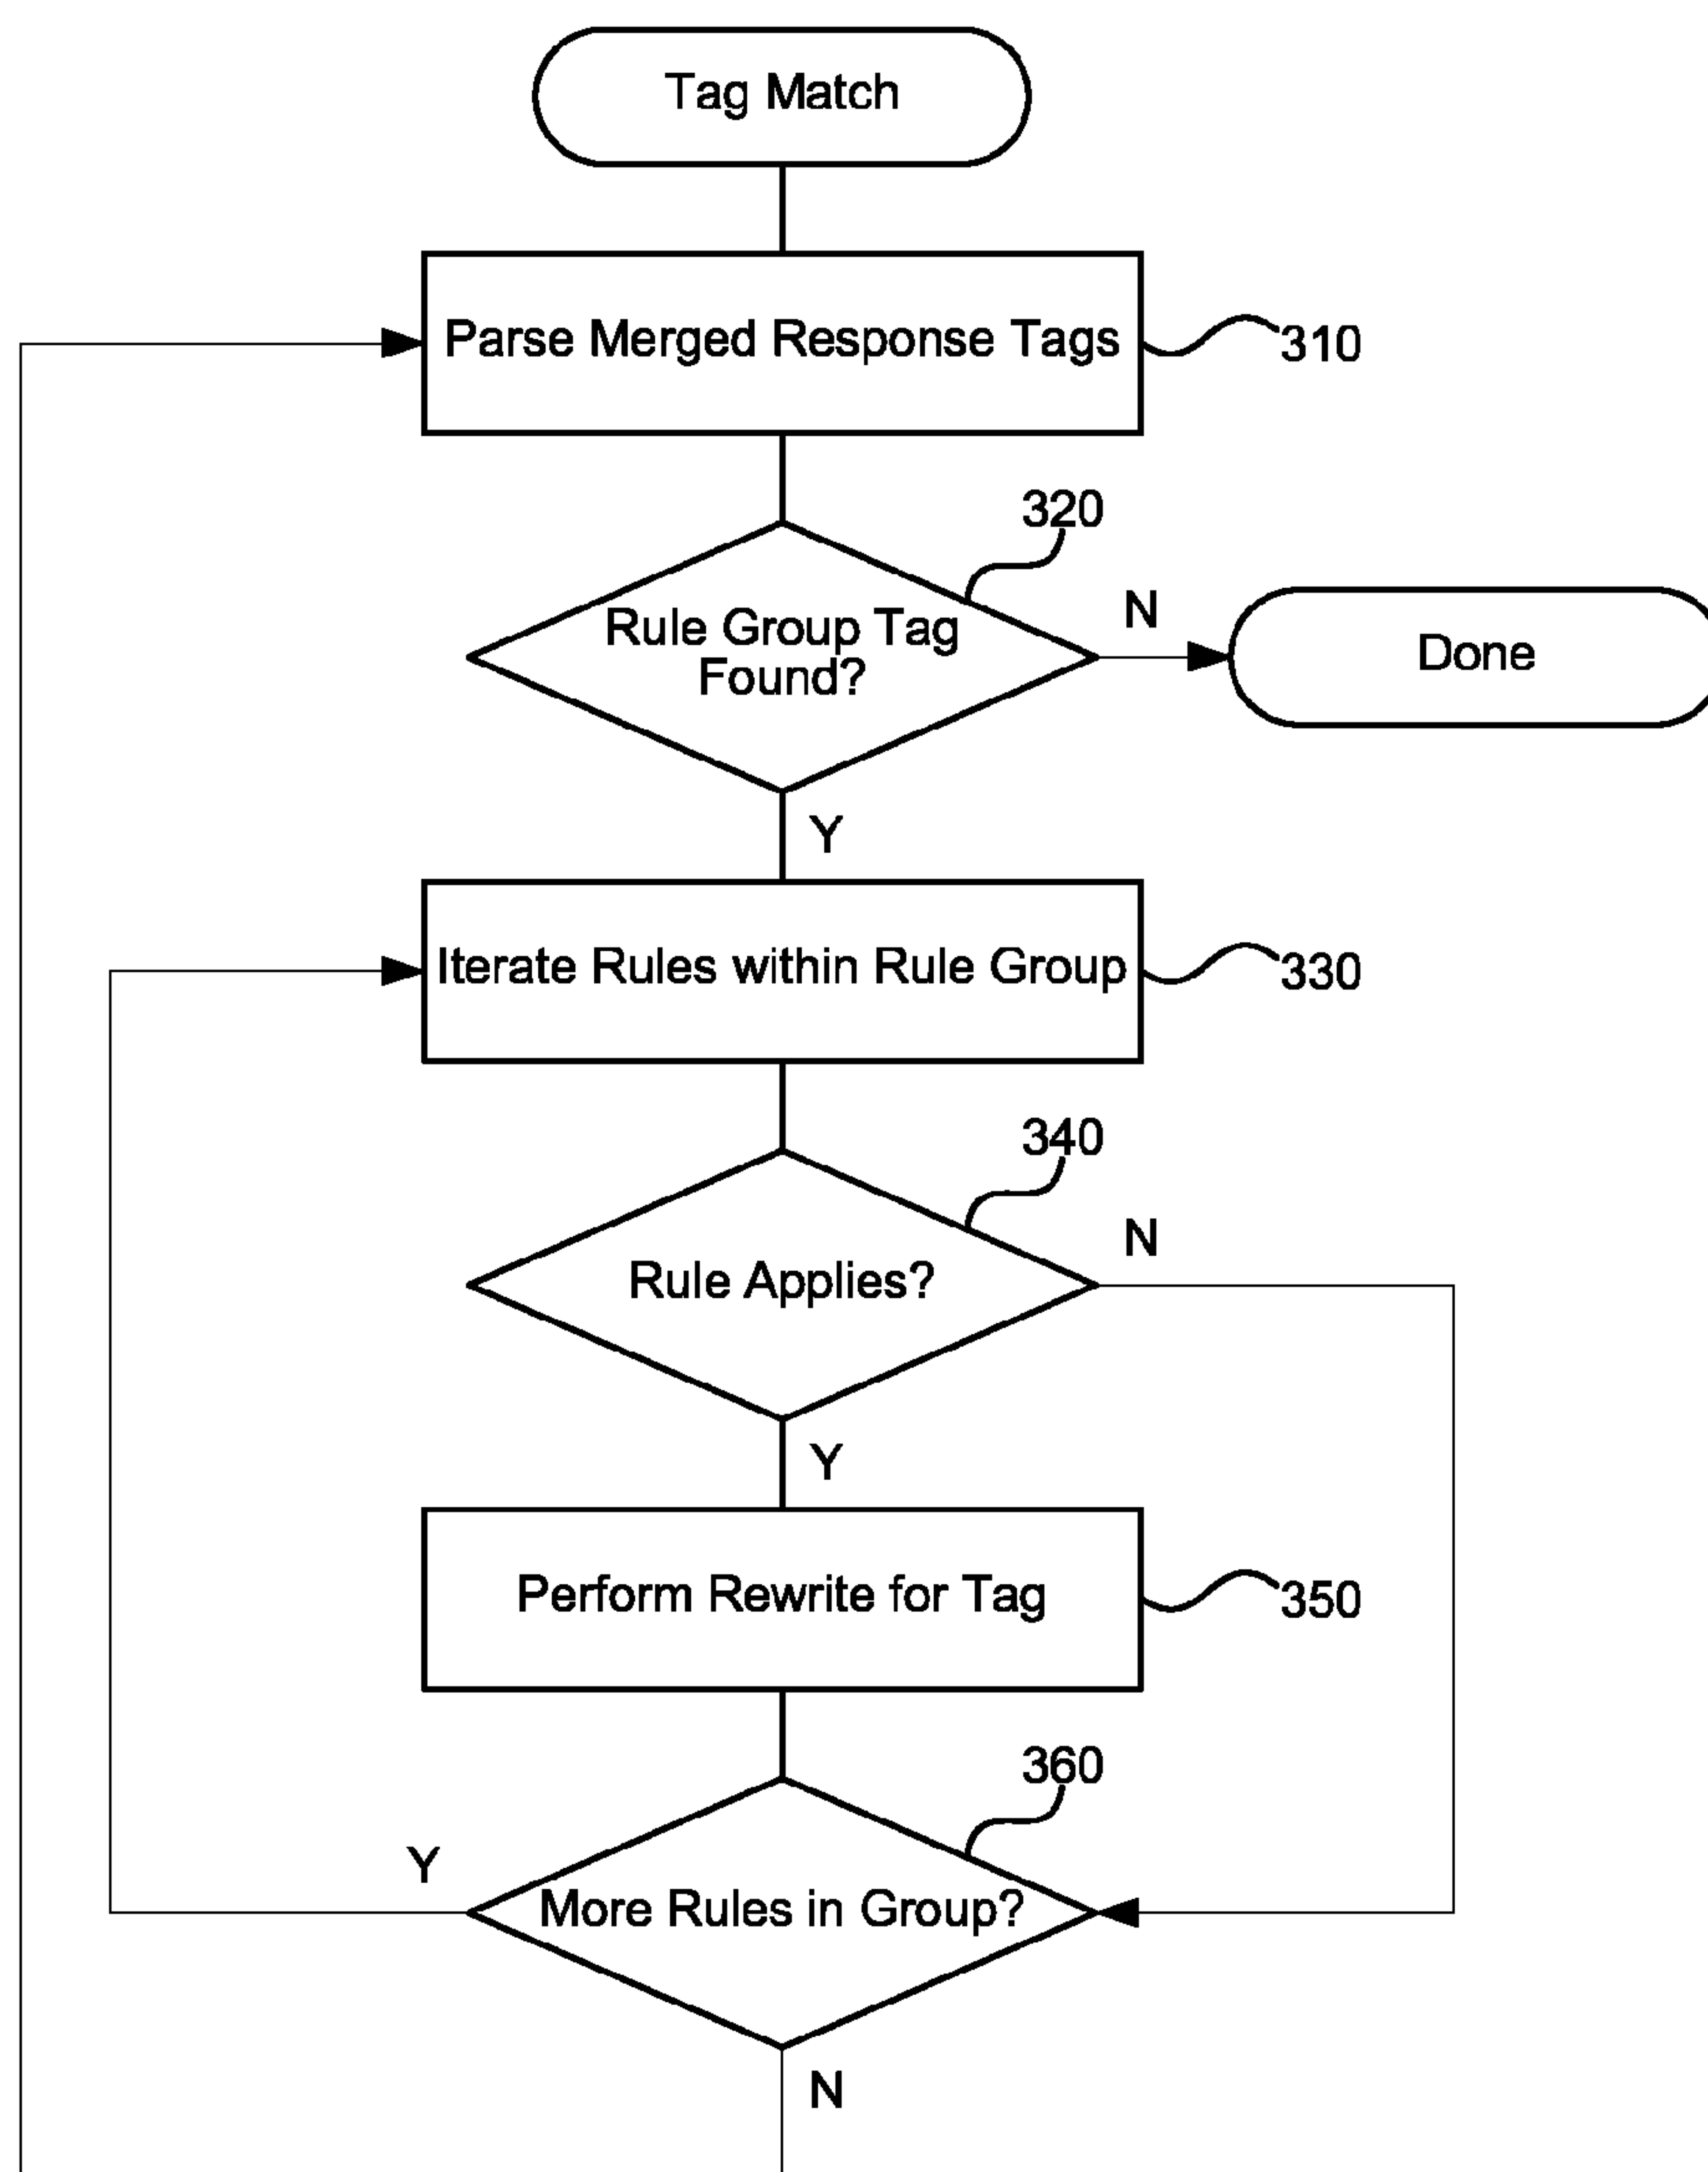 Tag Match
Parse Merged Response Tags
310
320
Rule Group Tag
Found?
N
Done
Y
Iterate Rules within Rule Group
330
340
N
Rule Applies?
Y
Perform Rewrite for Tag
350
360
Y
More Rules in Group?
N